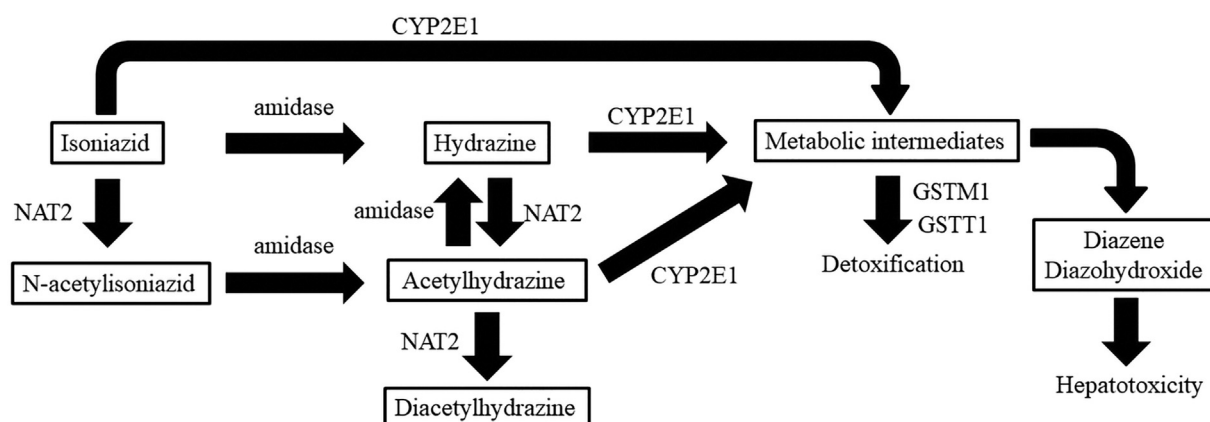 CYP2E1
amidase
CYP2E1
Isoniazid
Hydrazine
Metabolic intermediates
NAT2
amidase
NAT2
GSTM1
GSTT1
amidase
N-acetylisoniazid
Acetylhydrazine
CYP2E1
Detoxification
Diazene
Diazohydroxide
NAT2
Diacetylhydrazine
Hepatotoxicity